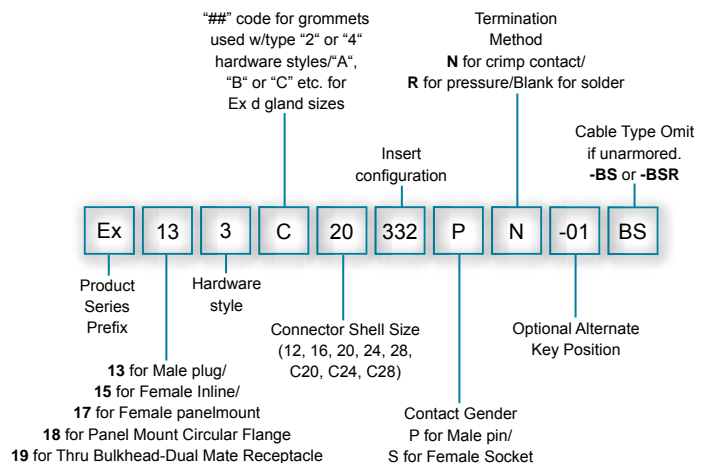 “##” code for grommets
used w/type “2” or “4“
hardware styles/“A“,
“B“ or “C” etc. for
Ex d gland sizes
Termination
Method
N for crimp contact/
R for pressure/Blank for solder
Insert
configuration
Cable Type Omit
if unarmored.
-BS or -BSR
Ex 13 3 C 20 332 P N -01 BS
Product
Series
Prefix
Hardware
style
Connector Shell Size
(12, 16, 20, 24, 28,
C20, C24, C28)
Optional Alternate
Key Position
13 for Male plug/
15 for Female Inline/
17 for Female panelmount
18 for Panel Mount Circular Flange
19 for Thru Bulkhead-Dual Mate Receptacle
Contact Gender
P for Male pin/
S for Female Socket